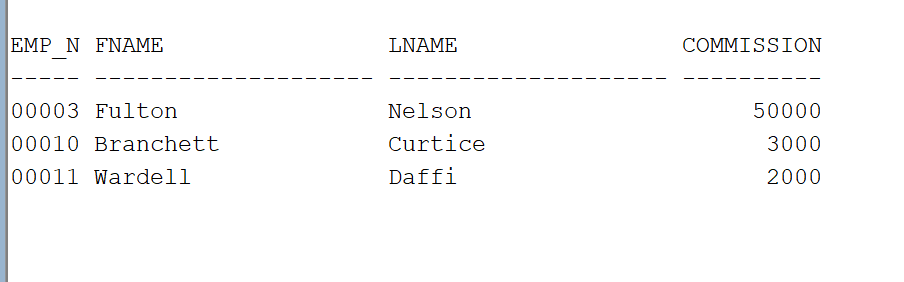 EMP_N FNAME                LNAME                COMMISSION
----- -------------------- -------------------- ----------
00003 Fulton               Nelson                    50000
00010 Branchett            Curtice                    3000
00011 Wardell              Daffi                      2000